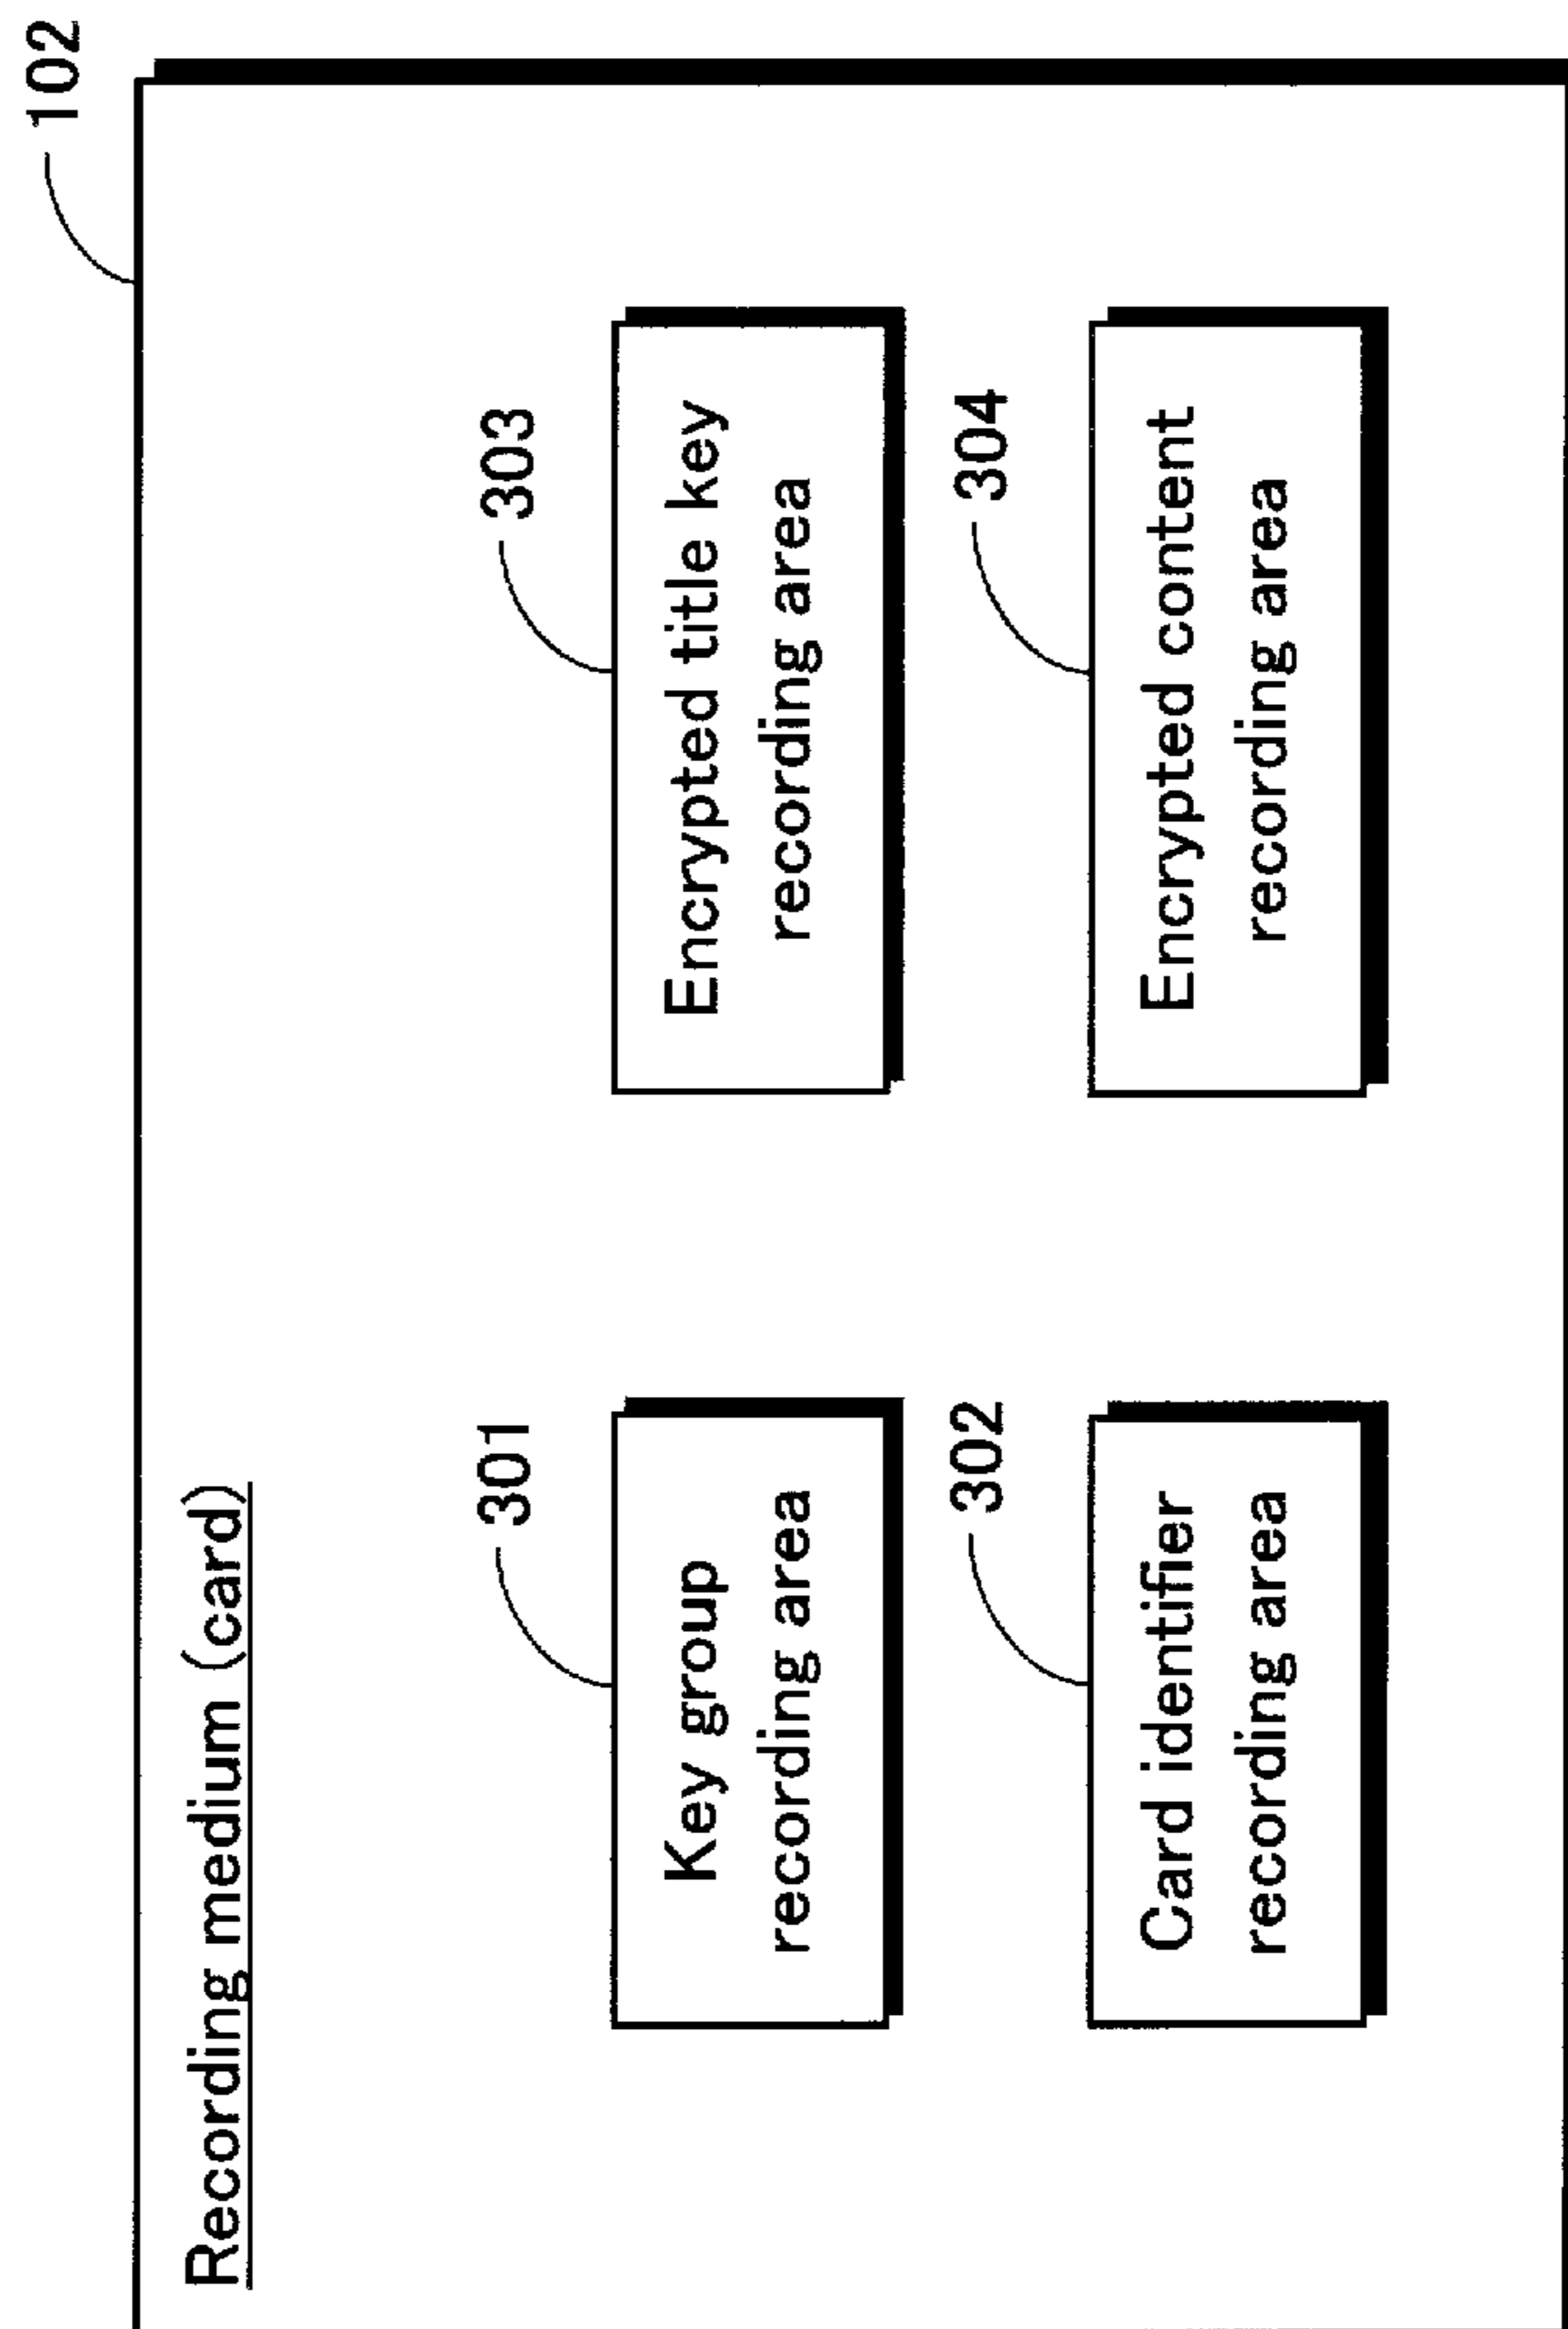 102
Recording medium (card)
301
Key group
recording area
303
Encrypted title key
recording area
302
Card identifier
recording area
304
Encrypted content
recording area